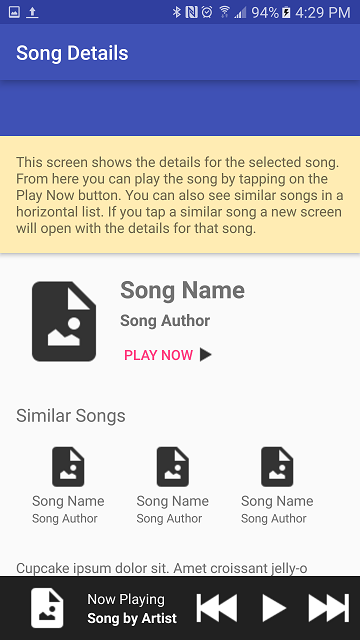 94% 4:29 PM
Song Details
This screen shows the details for the selected song.
From here you can play the song by tapping on the
Play Now button. You can also see similar songs in a
horizontal list. If you tap a similar song a new screen
will open with the details for that song.
Song Name
Song Author
PLAY NOW
Similar Songs
Song Name Song Name Song Name
Song Author Song Author Song Author
Cupcake ipsum dolor sit. Amet croissant jelly-o
Now Playing
Song by Artist